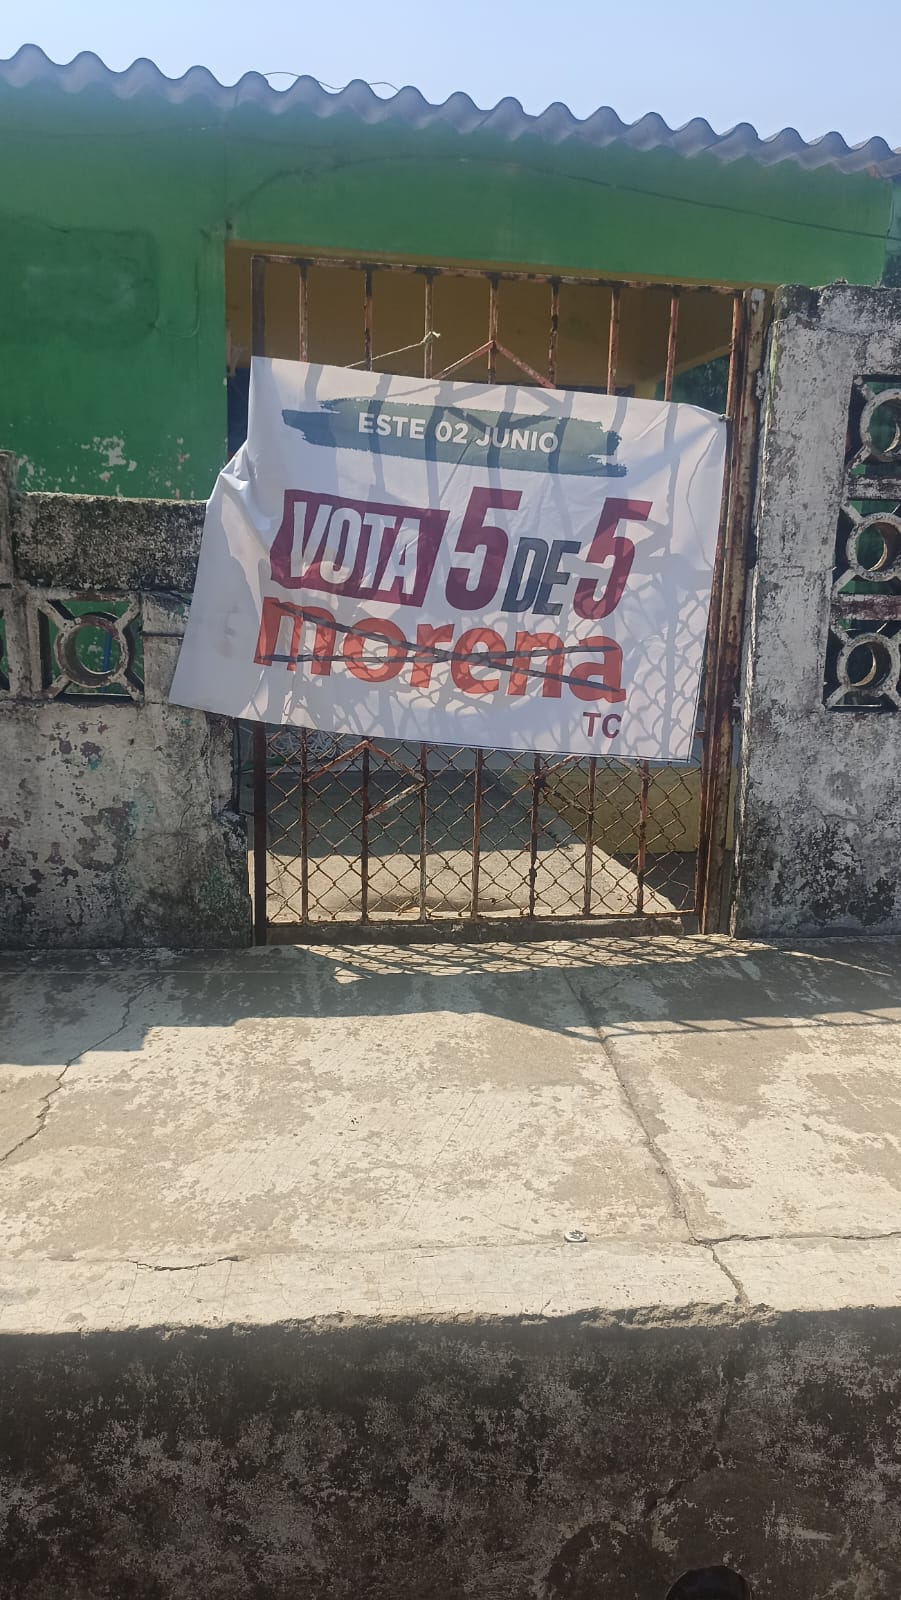 ESTE 02 JUNIO
VOTA 5 DE 5
morena
TC